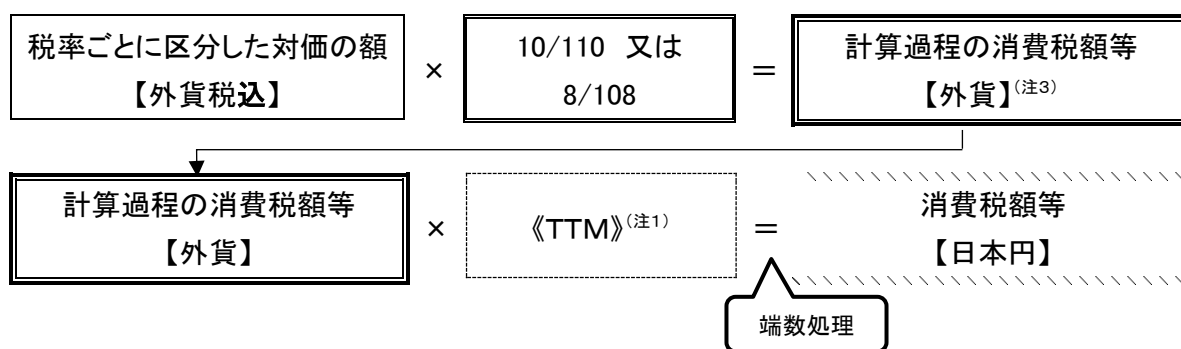 税率ごとに区分した対価の額
【外貨税込】
×
10/110 又は
8/108
=
計算過程の消費税額等
【外貨】(注3)
計算過程の消費税額等
【外貨】
×
《TTM》(注1)
=
消費税額等
【日本円】
端数処理